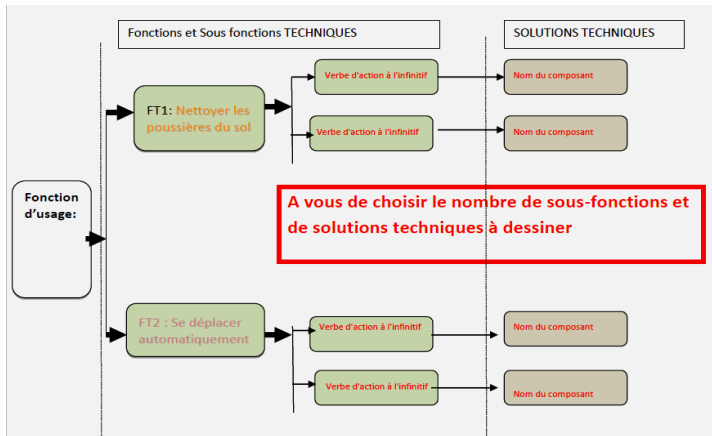 Fonctions et Sous fonctions TECHNIQUES
SOLUTIONS TECHNIQUES
Verbe d'action à l'infinitif
Nom du composant
FT1: Nettoyer les
poussières du sol
Verbe d'action à l'infinitif
Nom du composant
Fonction
d'usage:
A vous de choisir le nombre de sous-fonctions et
de solutions techniques à dessiner
FT2 : Se déplacer
automatiquement
Verbe d'action à l'infinitif
Nom du composant
Verbe d'action à l'infinitif
Nom du composant